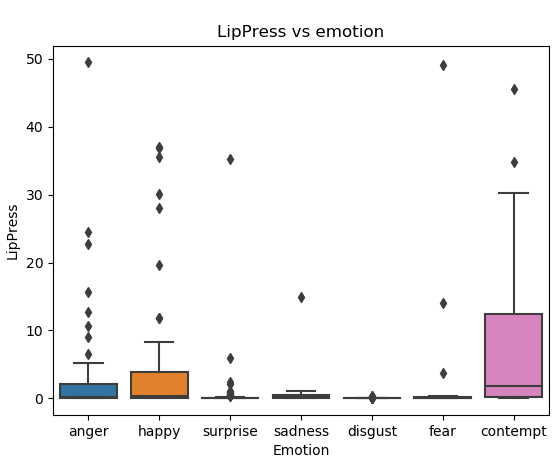 LipPress vs emotion
50
40
30
20
10
0
LipPress
anger happy surprise sadness disgust fear contempt
Emotion